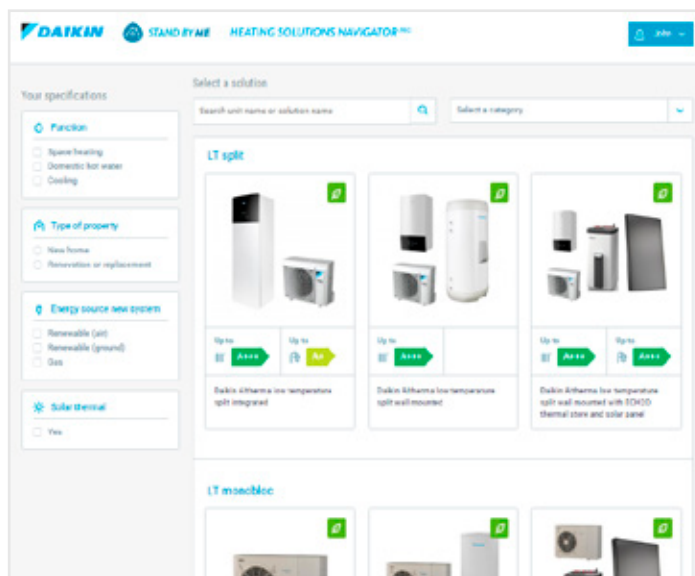 DAIKIN
STAND BY ME
HEATING SOLUTIONS NAVIGATOR PRO
John
Your specifications
Function
Space heating
Domestic hot water
Cooling
Type of property
New home
Renovation or replacement
Energy source new system
Renewable (air)
Renewable (ground)
Gas
Solar thermal
Yes
Select a solution
Search unit name or solution name
Select a category
LT split
Up to
A+++
Up to
A+
Daikin Altherma low temperature
split integrated
Up to
A+++
Daikin Altherma low temperature
split wall mounted
Up to
A+++
Up to
A+++
Daikin Altherma low temperature
split wall mounted with ECH2O
thermal store and solar panel
LT monobloc